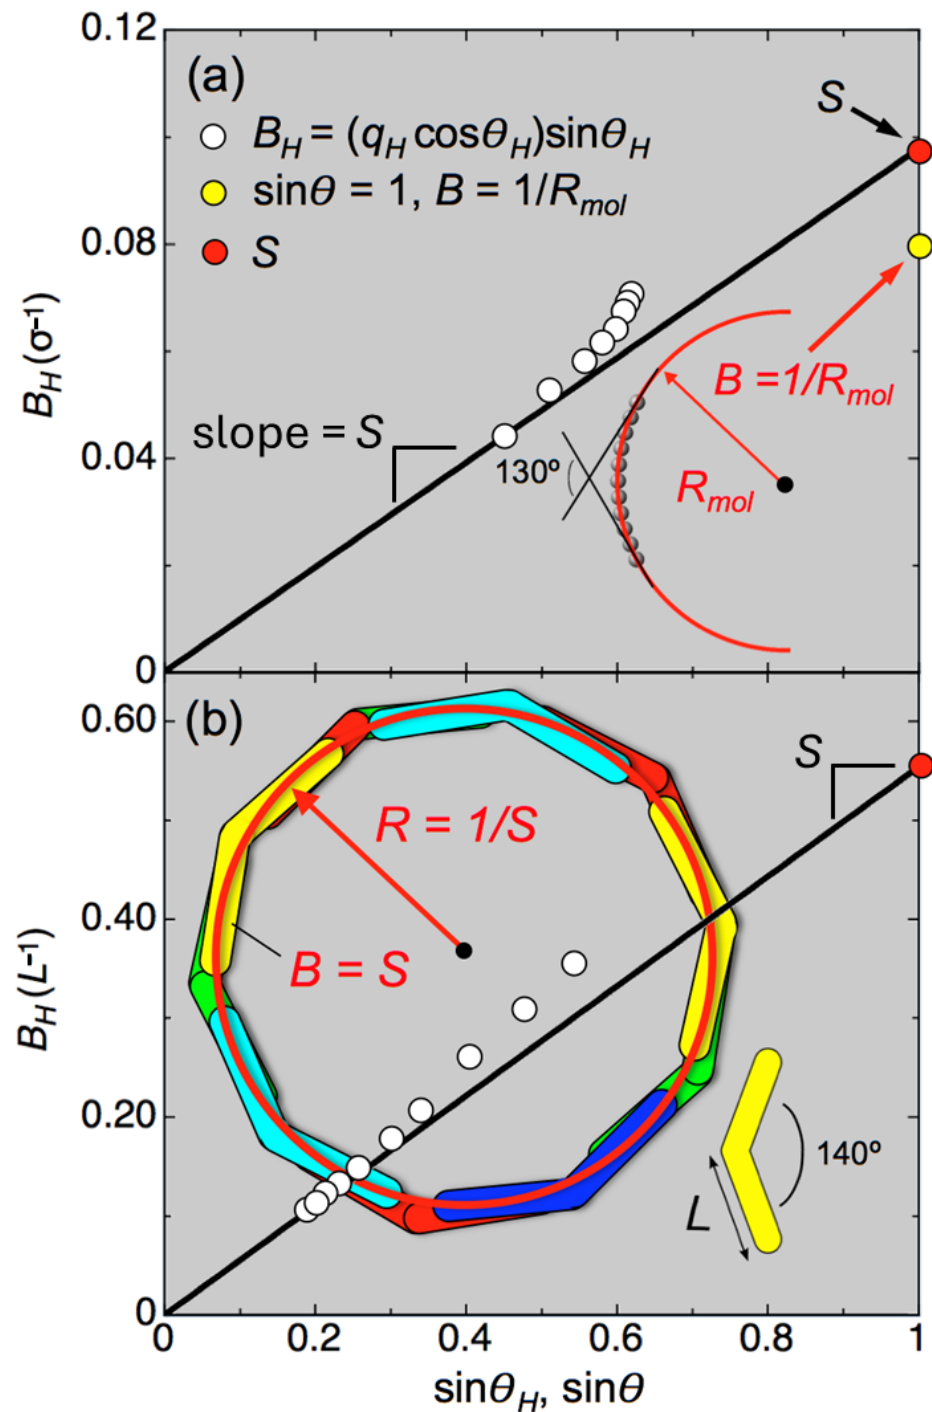 0.12
(a)
S
B_H = (q_H cosθ_H)sinθ_H
sinθ = 1, B = 1/R_mol
S
0.08
B_H (σ⁻¹)
B =1/R_mol
slope = S
0.04
130º
R_mol
0
(b)
0.60
S
R = 1/S
0.40
B = S
B_H (L⁻¹)
0.20
140º
L
0
0 0.2 0.4 0.6 0.8 1
sinθ_H, sinθ